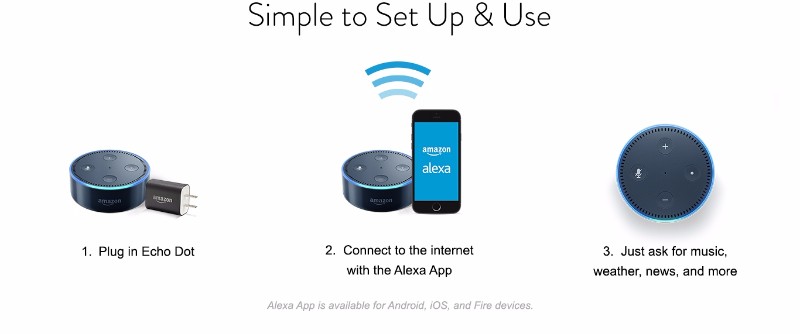 Simple to Set Up & Use
amazon
alexa
amazon
amazon
amazon
1. Plug in Echo Dot
2. Connect to the internet
with the Alexa App
3. Just ask for music,
weather, news, and more
Alexa App is available for Android, iOS, and Fire devices.